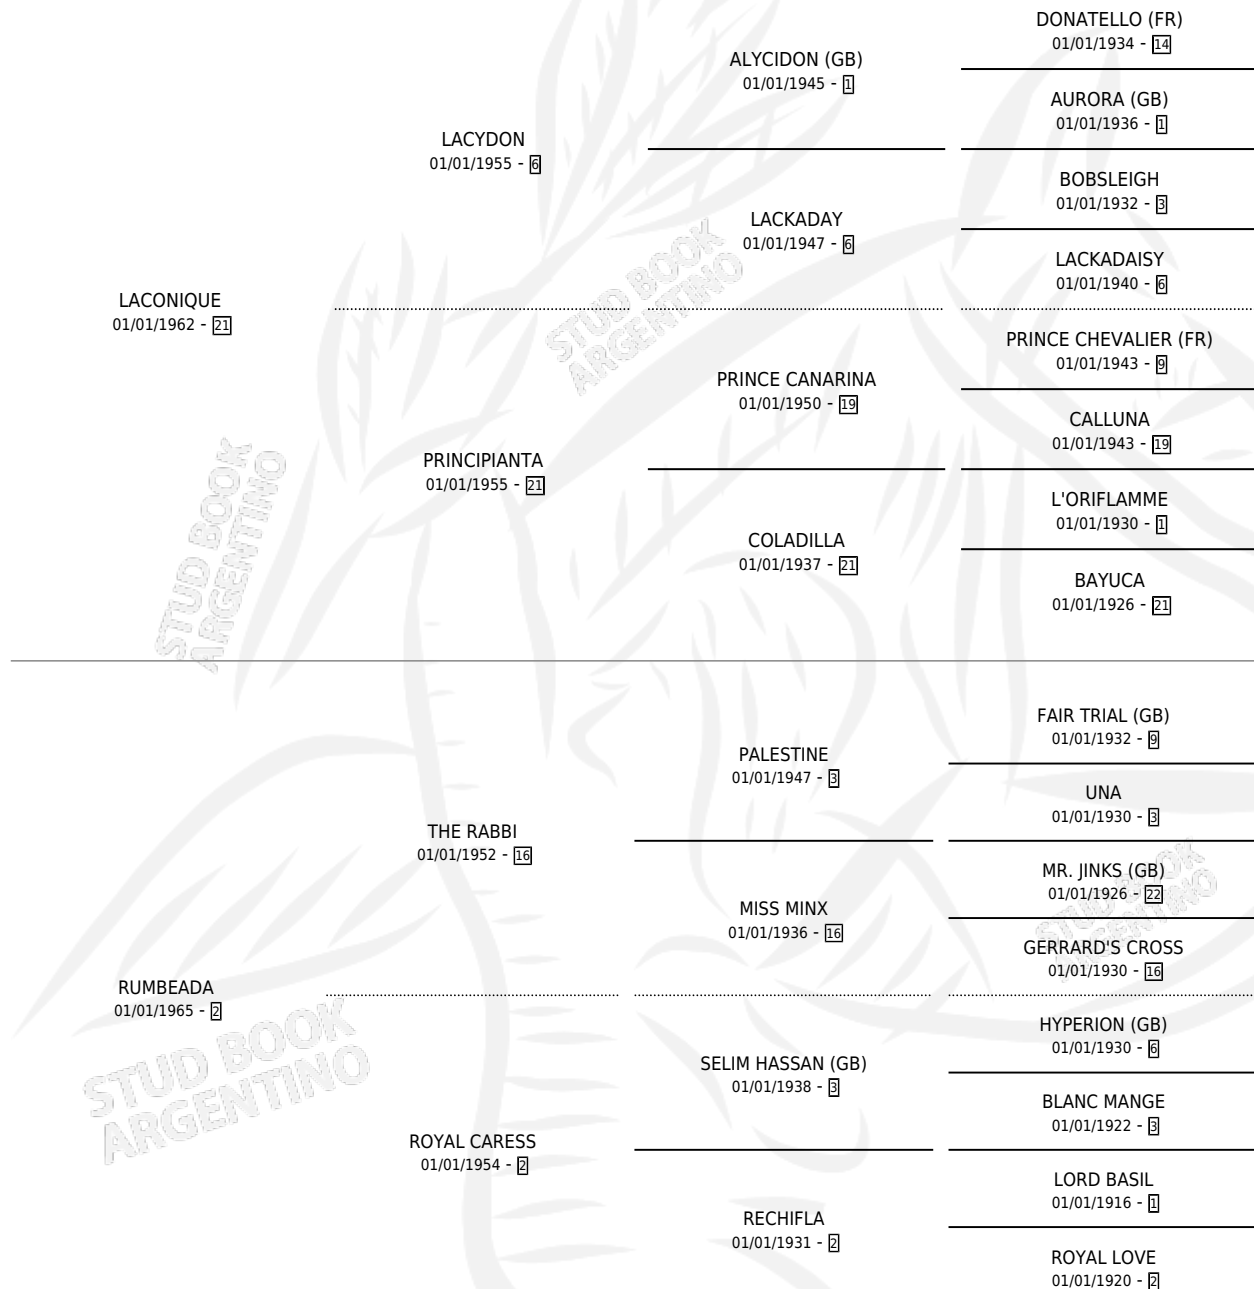 DONATELLO (FR)
01/01/1934 - 14
ALYCIDON (GB)
01/01/1945 - 1
AURORA (GB)
01/01/1936 - 1
LACYDON
01/01/1955 - 6
BOBSLEIGH
01/01/1932 - 3
LACKADAY
01/01/1947 - 6
LACKADAISY
01/01/1940 - 6
LACONIQUE
01/01/1962 - 21
PRINCE CHEVALIER (FR)
01/01/1943 - 9
PRINCE CANARINA
01/01/1950 - 19
CALLUNA
01/01/1943 - 19
PRINCIPIANTA
01/01/1955 - 21
L'ORIFLAMME
01/01/1930 - 1
COLADILLA
01/01/1937 - 21
BAYUCA
01/01/1926 - 21
FAIR TRIAL (GB)
01/01/1932 - 9
PALESTINE
01/01/1947 - 3
UNA
01/01/1930 - 3
THE RABBI
01/01/1952 - 16
MR. JINKS (GB)
01/01/1926 - 22
MISS MINX
01/01/1936 - 16
GERRARD'S CROSS
01/01/1930 - 16
RUMBEADA
01/01/1965 - 2
HYPERION (GB)
01/01/1930 - 6
SELIM HASSAN (GB)
01/01/1938 - 3
BLANC MANGE
01/01/1922 - 3
ROYAL CARESS
01/01/1954 - 2
LORD BASIL
01/01/1916 - 1
RECHIFLA
01/01/1931 - 2
ROYAL LOVE
01/01/1920 - 2
STUD BOOK
ARGENTINO
STUD BOOK
ARGENTINO
STUD BOOK
ARGENTINO
STUD BOOK
ARGENTINO